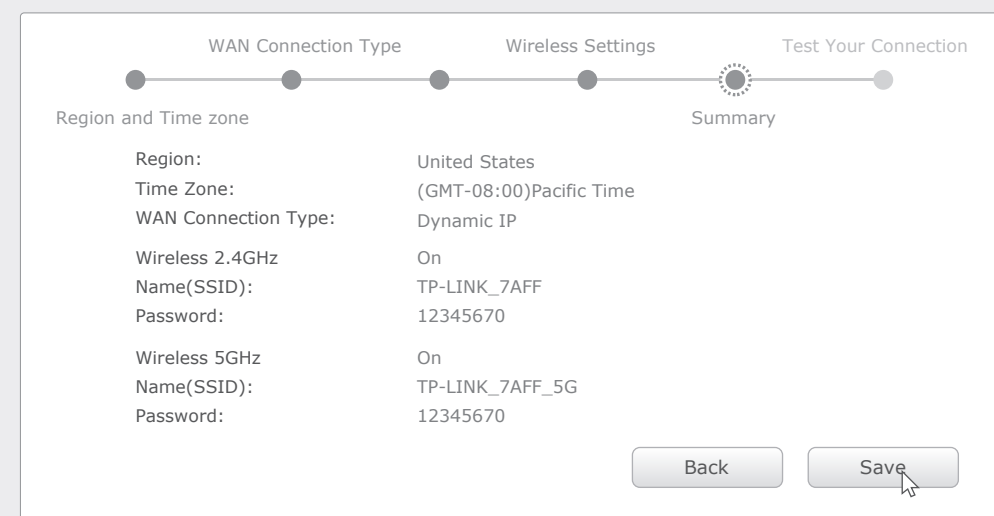 WAN Connection Type Wireless Settings Test Your Connection
Region and Time zone Summary
Region: United States
Time Zone: (GMT-08:00)Pacific Time
WAN Connection Type: Dynamic IP
Wireless 2.4GHz On
Name(SSID): TP-LINK_7AFF
Password: 12345670
Wireless 5GHz On
Name(SSID): TP-LINK_7AFF_5G
Password: 12345670
Back Save